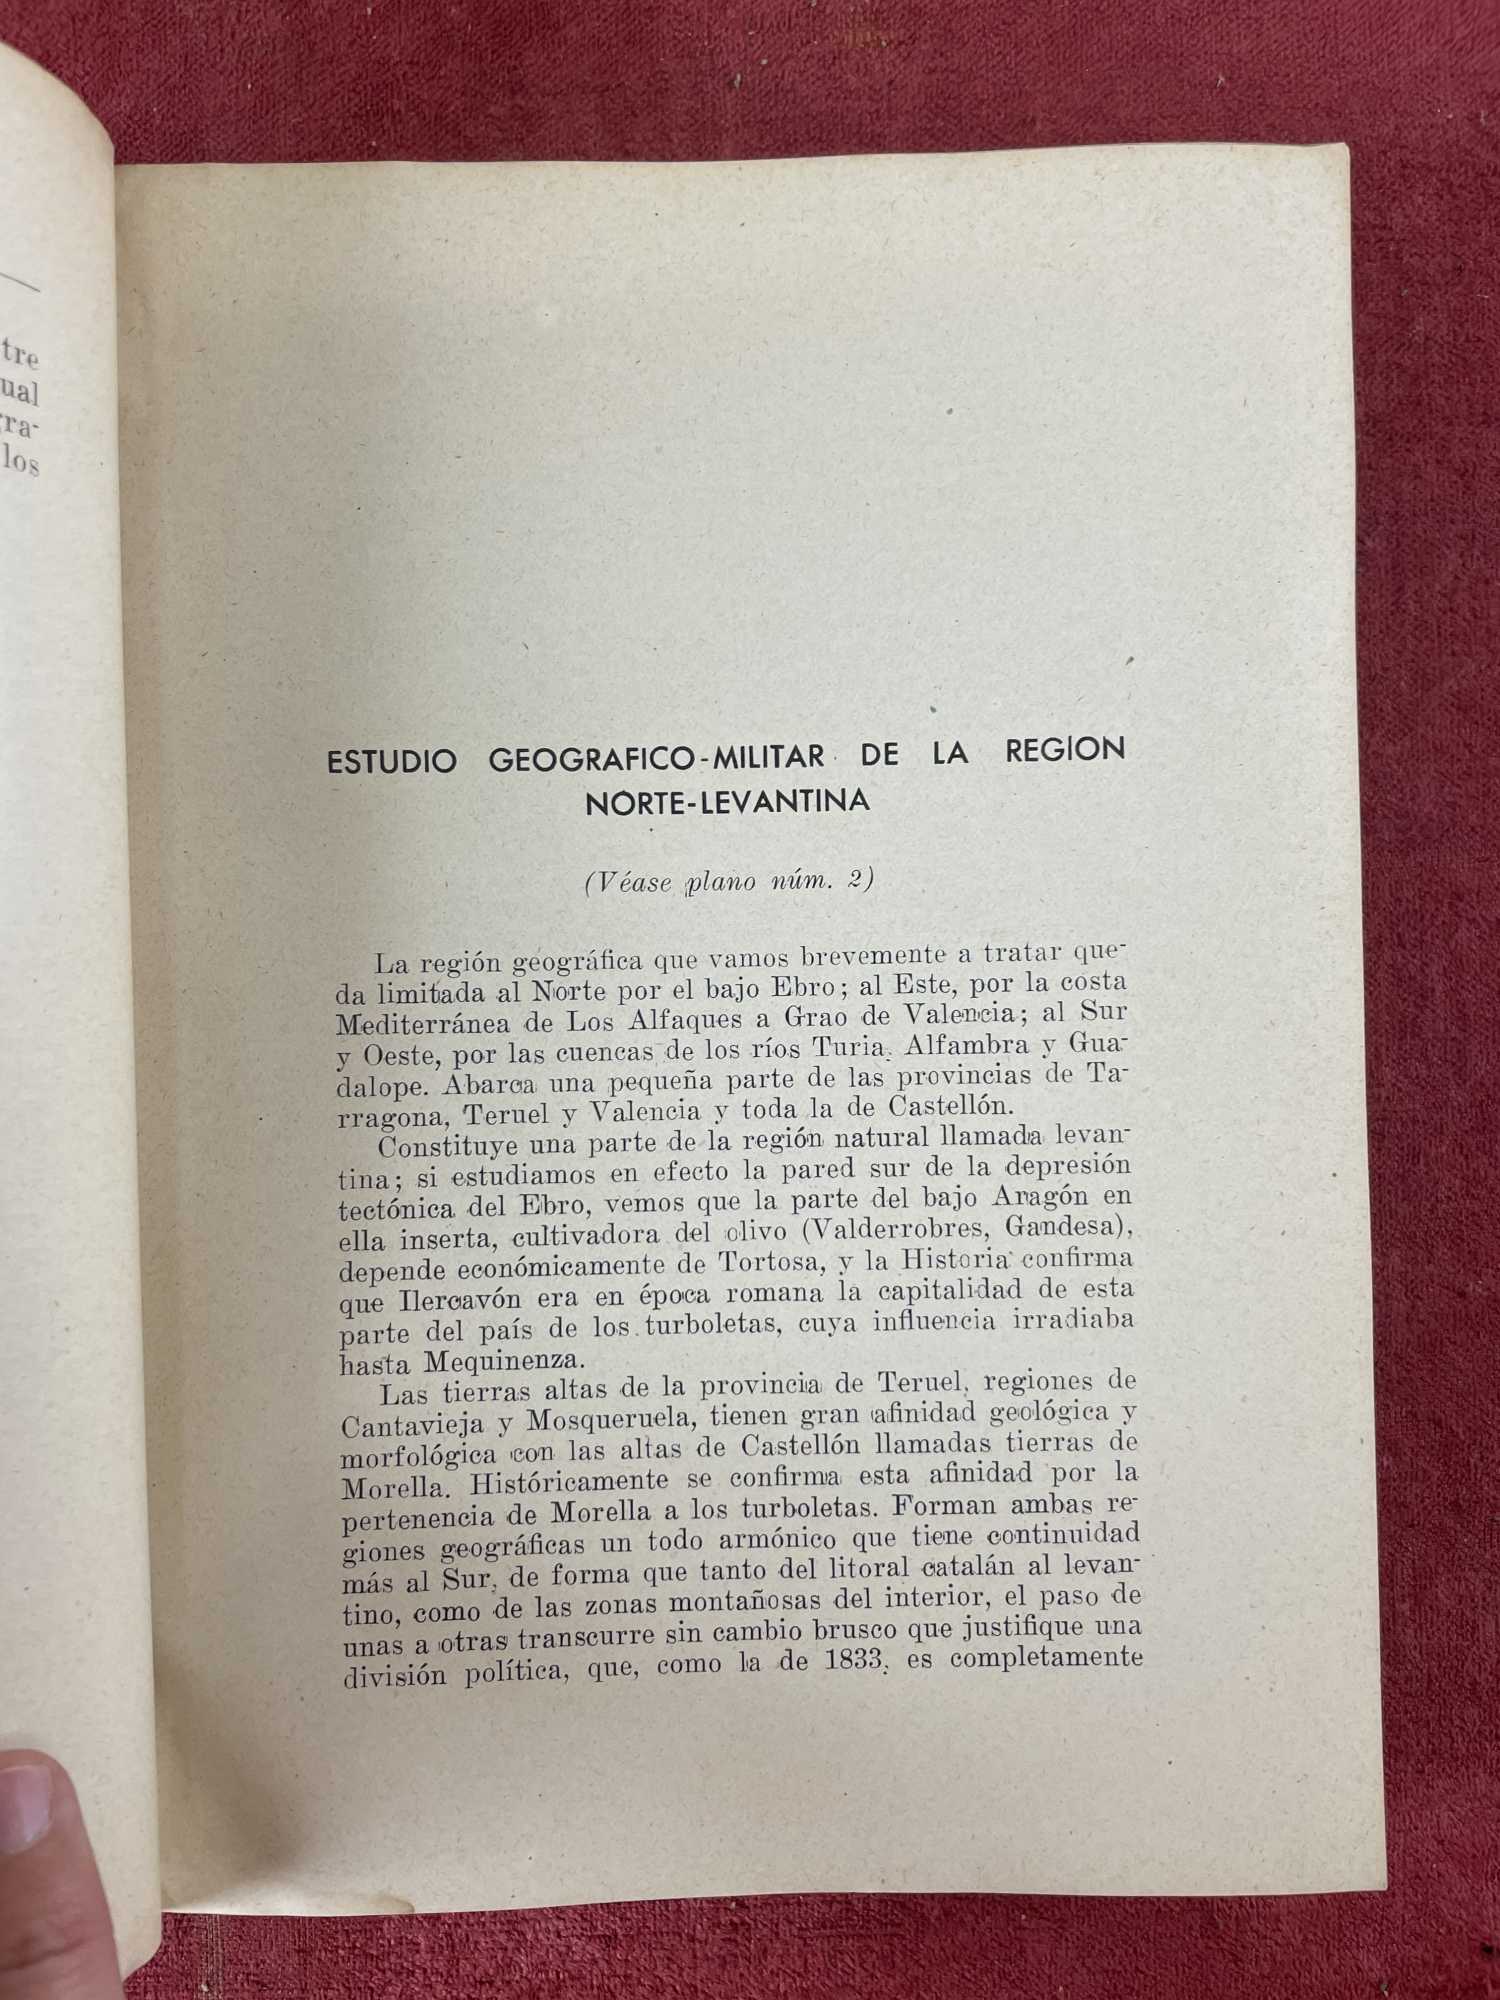 tre
ual
gra-
los
ESTUDIO GEOGRAFICO-MILITAR DE LA REGION
NORTE-LEVANTINA
(Véase plano núm. 2)
La región geográfica que vamos brevemente a tratar que-
da limitada al Norte por el bajo Ebro; al Este, por la costa
Mediterránea de Los Alfaques a Grao de Valencia; al Sur
y Oeste, por las cuencas de los ríos Turia, Alfambra y Gua-
dalope. Abarca una pequeña parte de las provincias de Ta-
rragona, Teruel y Valencia y toda la de Castellón.
Constituye una parte de la región natural llamada levan-
tina; si estudiamos en efecto la pared sur de la depresión
tectónica del Ebro, vemos que la parte del bajo Aragón en
ella inserta, cultivadora del olivo (Valderrobres, Gandesa),
depende económicamente de Tortosa, y la Historia confirma
que Ilercavón era en época romana la capitalidad de esta
parte del país de los turboletas, cuya influencia irradiaba
hasta Mequinenza.
Las tierras altas de la provincia de Teruel, regiones de
Cantavieja y Mosqueruela, tienen gran afinidad geológica y
morfológica con las altas de Castellón llamadas tierras de
Morella. Históricamente se confirma esta afinidad por la
pertenencia de Morella a los turboletas. Forman ambas re-
giones geográficas un todo armónico que tiene continuidad
más al Sur, de forma que tanto del litoral catalán al levan-
tino, como de las zonas montañosas del interior, el paso de
unas a otras transcurre sin cambio brusco que justifique una
división política, que, como la de 1833, es completamente